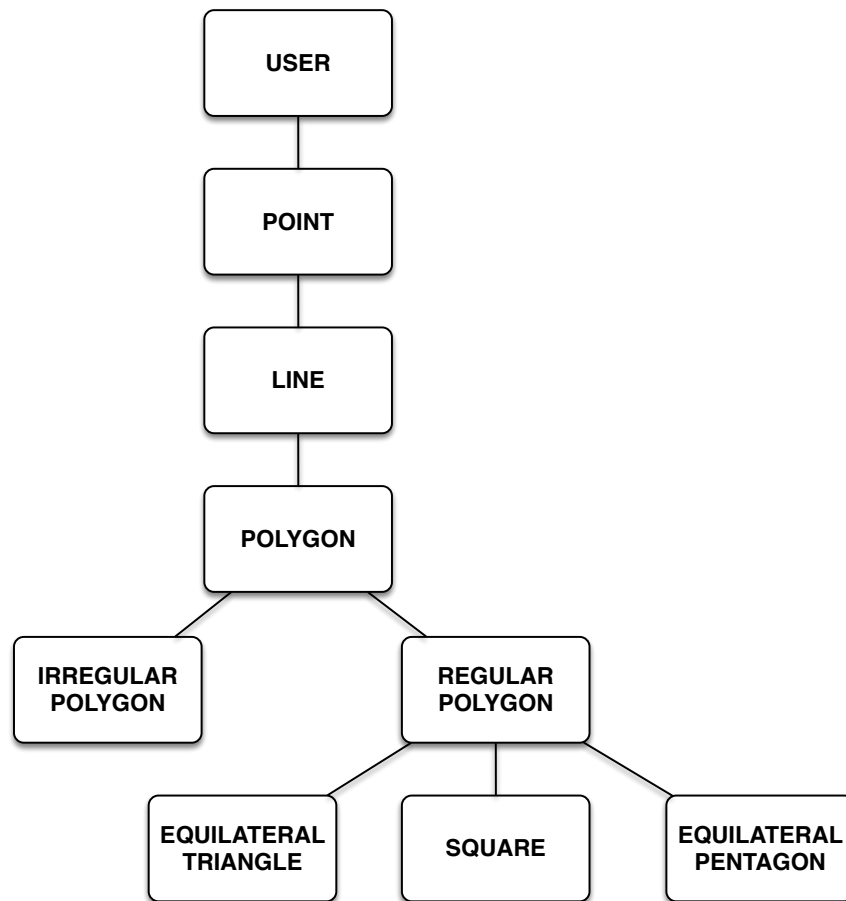 USER
POINT
LINE
POLYGON
IRREGULAR
POLYGON
REGULAR
POLYGON
EQUILATERAL
TRIANGLE
SQUARE
EQUILATERAL
PENTAGON